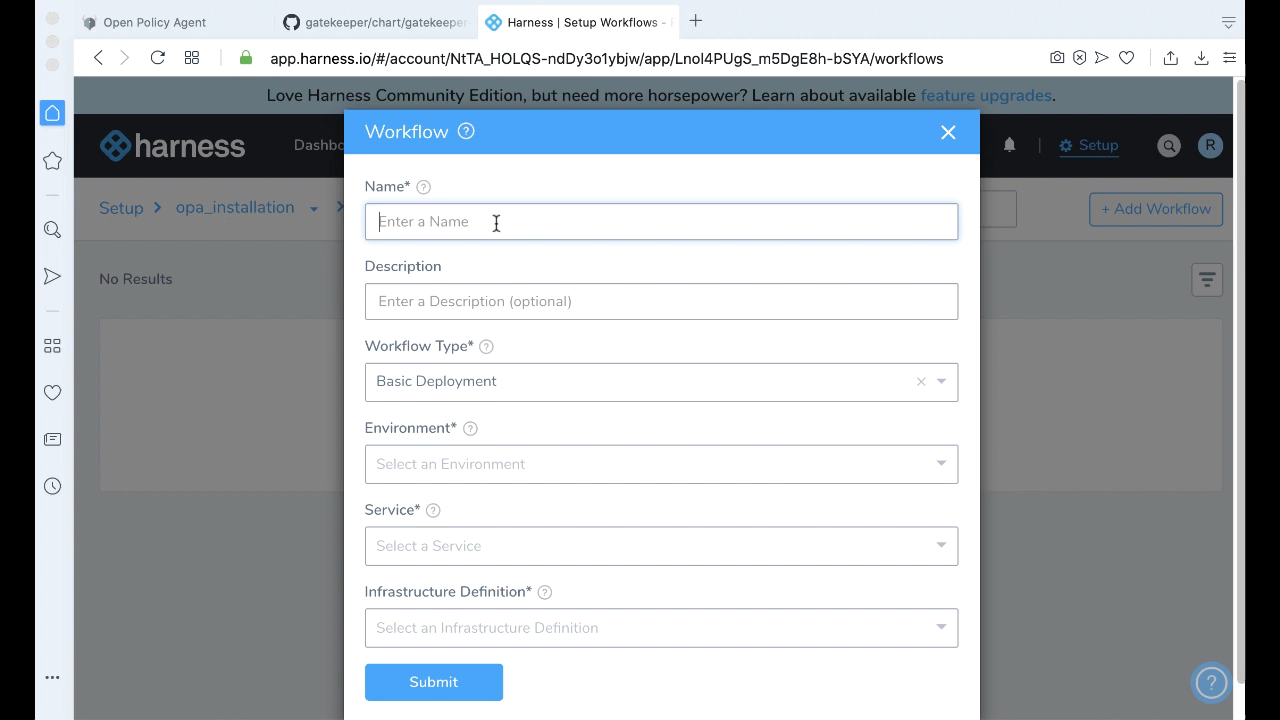 Open Policy Agent
gatekeeper/chart/gatekeeper
Harness | Setup Workflows -
app.harness.io/#/account/NtTA_HOLQS-ndDy3o1ybjw/app/LnoI4PUgS_m5DgE8h-bSYA/workflows
Love Harness Community Edition, but need more horsepower? Learn about available feature upgrades.
harness
Dashbo
Setup
R
Setup > opa_installation
+ Add Workflow
No Results
Workflow ?
Name* ?
Enter a Name
Description
Enter a Description (optional)
Workflow Type* ?
Basic Deployment
Environment* ?
Select an Environment
Service* ?
Select a Service
Infrastructure Definition* ?
Select an Infrastructure Definition
Submit
?